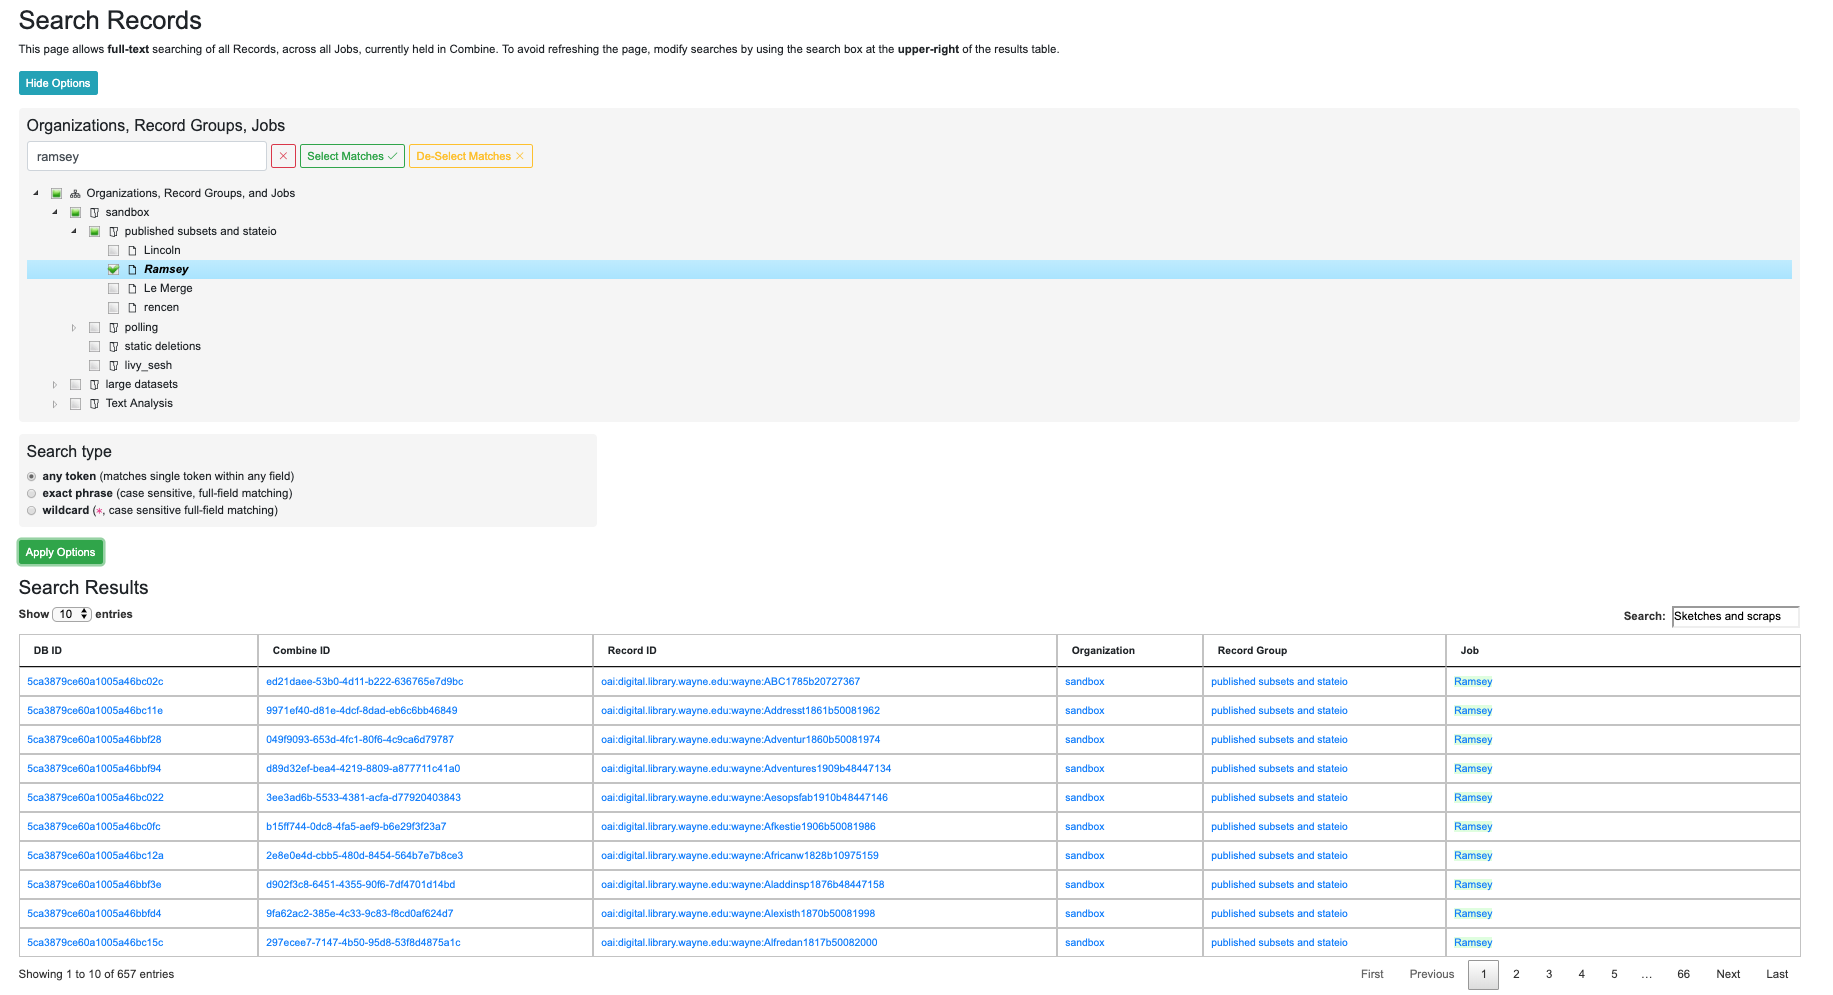 Search Records
This page allows full-text searching of all Records, across all Jobs, currently held in Combine. To avoid refreshing the page, modify searches by using the search box at the upper-right of the results table.
Hide Options
Organizations, Record Groups, Jobs
ramsey × Select Matches ✓ De-Select Matches ×
Organizations, Record Groups, and Jobs
sandbox
published subsets and stateio
Lincoln
Ramsey
Le Merge
rencen
polling
static deletions
livy_sesh
large datasets
Text Analysis
Search type
any token (matches single token within any field)
exact phrase (case sensitive, full-field matching)
wildcard (*, case sensitive full-field matching)
Apply Options
Search Results
Show 10 entries Search: Sketches and scraps
DB ID Combine ID Record ID Organization Record Group Job
5ca3879ce60a1005a46bc02c ed21daee-53b0-4d11-b222-636765e7d9bc oai:digital.library.wayne.edu:wayne:ABC1785b20727367 sandbox published subsets and stateio Ramsey
5ca3879ce60a1005a46bc11e 9971ef40-d81e-4dcf-8dad-eb6c6bb46849 oai:digital.library.wayne.edu:wayne:Addresst1861b50081962 sandbox published subsets and stateio Ramsey
5ca3879ce60a1005a46bbf28 049f9093-653d-4fc1-80f6-4c9ca6d79787 oai:digital.library.wayne.edu:wayne:Adventur1860b50081974 sandbox published subsets and stateio Ramsey
5ca3879ce60a1005a46bbf94 d89d32ef-bea4-4219-8809-a877711c41a0 oai:digital.library.wayne.edu:wayne:Adventures1909b48447134 sandbox published subsets and stateio Ramsey
5ca3879ce60a1005a46bc022 3ee3ad6b-5533-4381-acfa-d77920403843 oai:digital.library.wayne.edu:wayne:Aesopsfab1910b48447146 sandbox published subsets and stateio Ramsey
5ca3879ce60a1005a46bc0fc b15ff744-0dc8-4fa5-aef9-b6e29f3f23a7 oai:digital.library.wayne.edu:wayne:Afkestie1906b50081986 sandbox published subsets and stateio Ramsey
5ca3879ce60a1005a46bc12a 2e8e0e4d-cbb5-480d-8454-564b7e7b8ce3 oai:digital.library.wayne.edu:wayne:Africanw1828b10975159 sandbox published subsets and stateio Ramsey
5ca3879ce60a1005a46bbf3e d902f3c8-6451-4355-90f6-7df4701d14bd oai:digital.library.wayne.edu:wayne:Aladdinsp1876b48447158 sandbox published subsets and stateio Ramsey
5ca3879ce60a1005a46bbfd4 9fa62ac2-385e-4c33-9c83-f8cd0af624d7 oai:digital.library.wayne.edu:wayne:Alexisth1870b50081998 sandbox published subsets and stateio Ramsey
5ca3879ce60a1005a46bc15c 297ecee7-7147-4b50-95d8-53f8d4875a1c oai:digital.library.wayne.edu:wayne:Alfredan1817b50082000 sandbox published subsets and stateio Ramsey
Showing 1 to 10 of 657 entries First Previous 1 2 3 4 5 … 66 Next Last